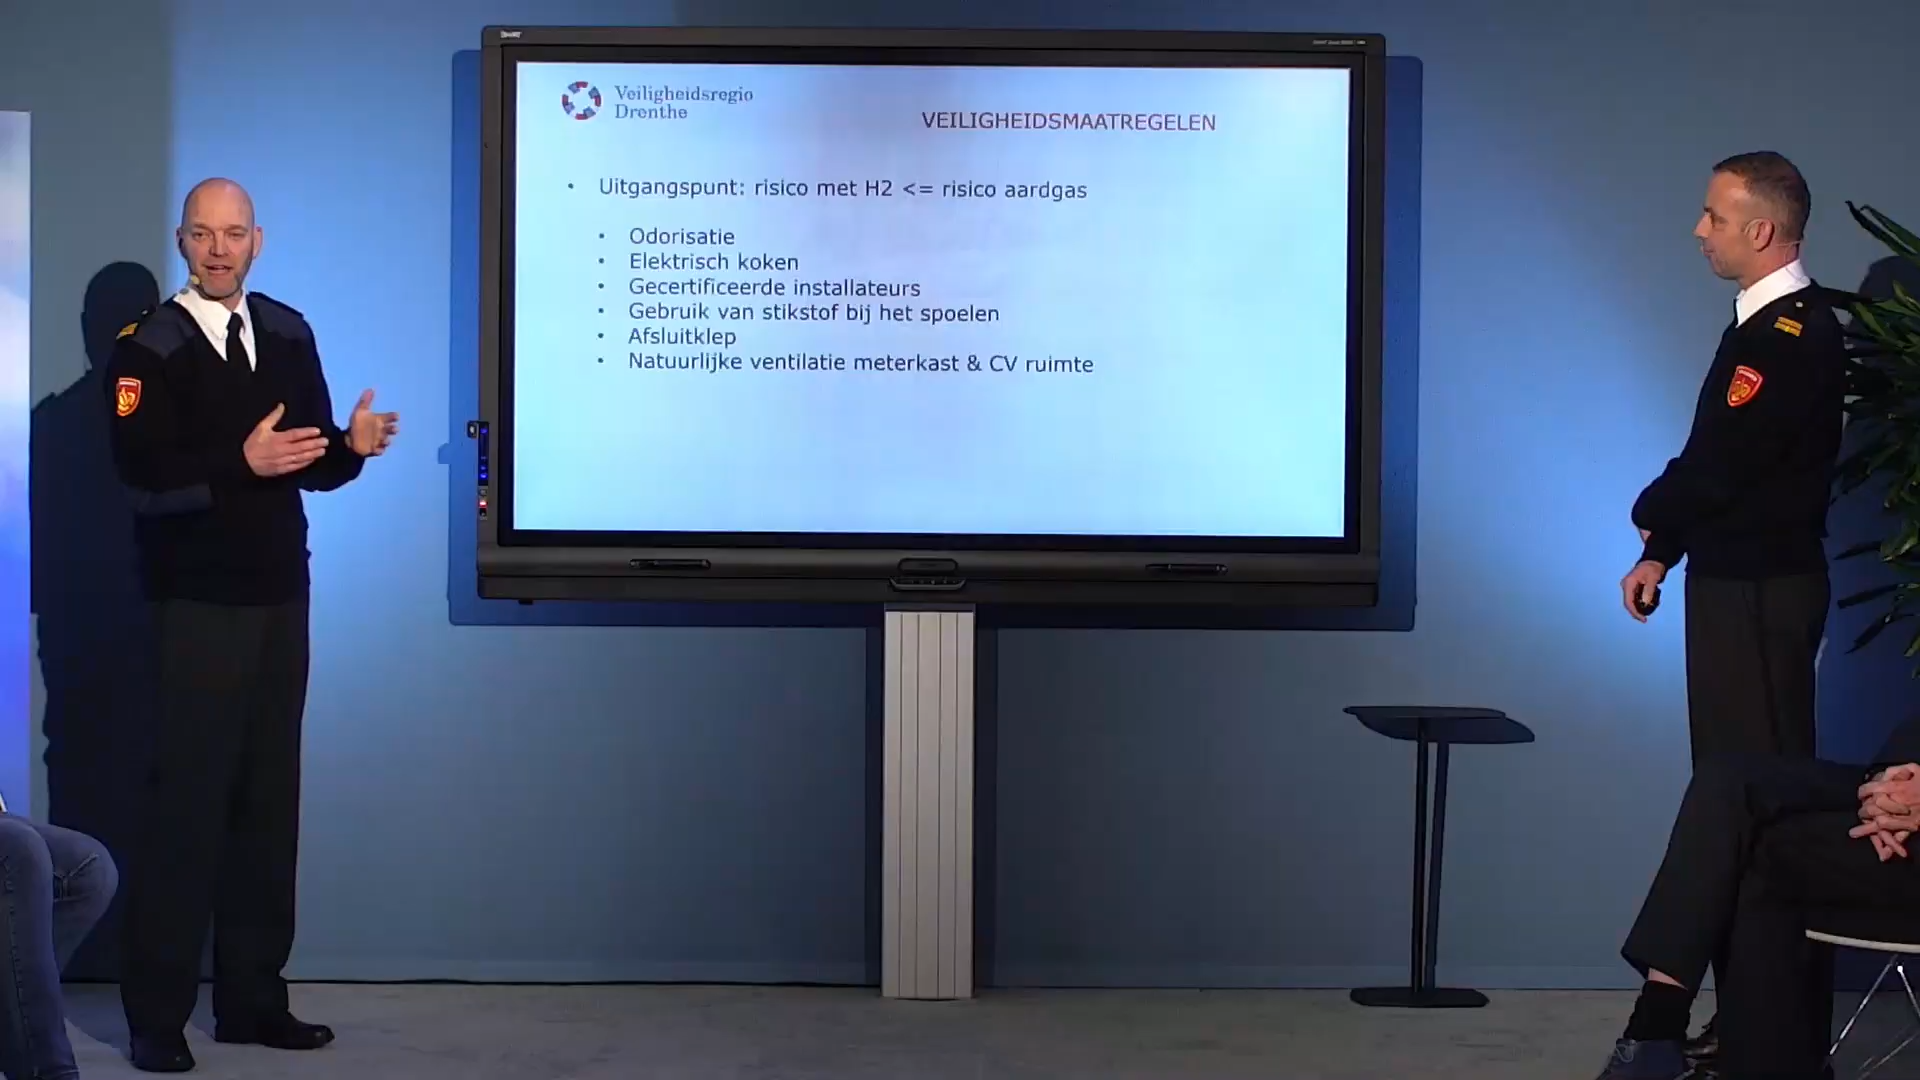 SMART
Veiligheidsregio
Drenthe
VEILIGHEIDSMAATREGELEN
• Uitgangspunt: risico met H2 <= risico aardgas
• Odorisatie
• Elektrisch koken
• Gecertificeerde installateurs
• Gebruik van stikstof bij het spoelen
• Afsluitklep
• Natuurlijke ventilatie meterkast & CV ruimte